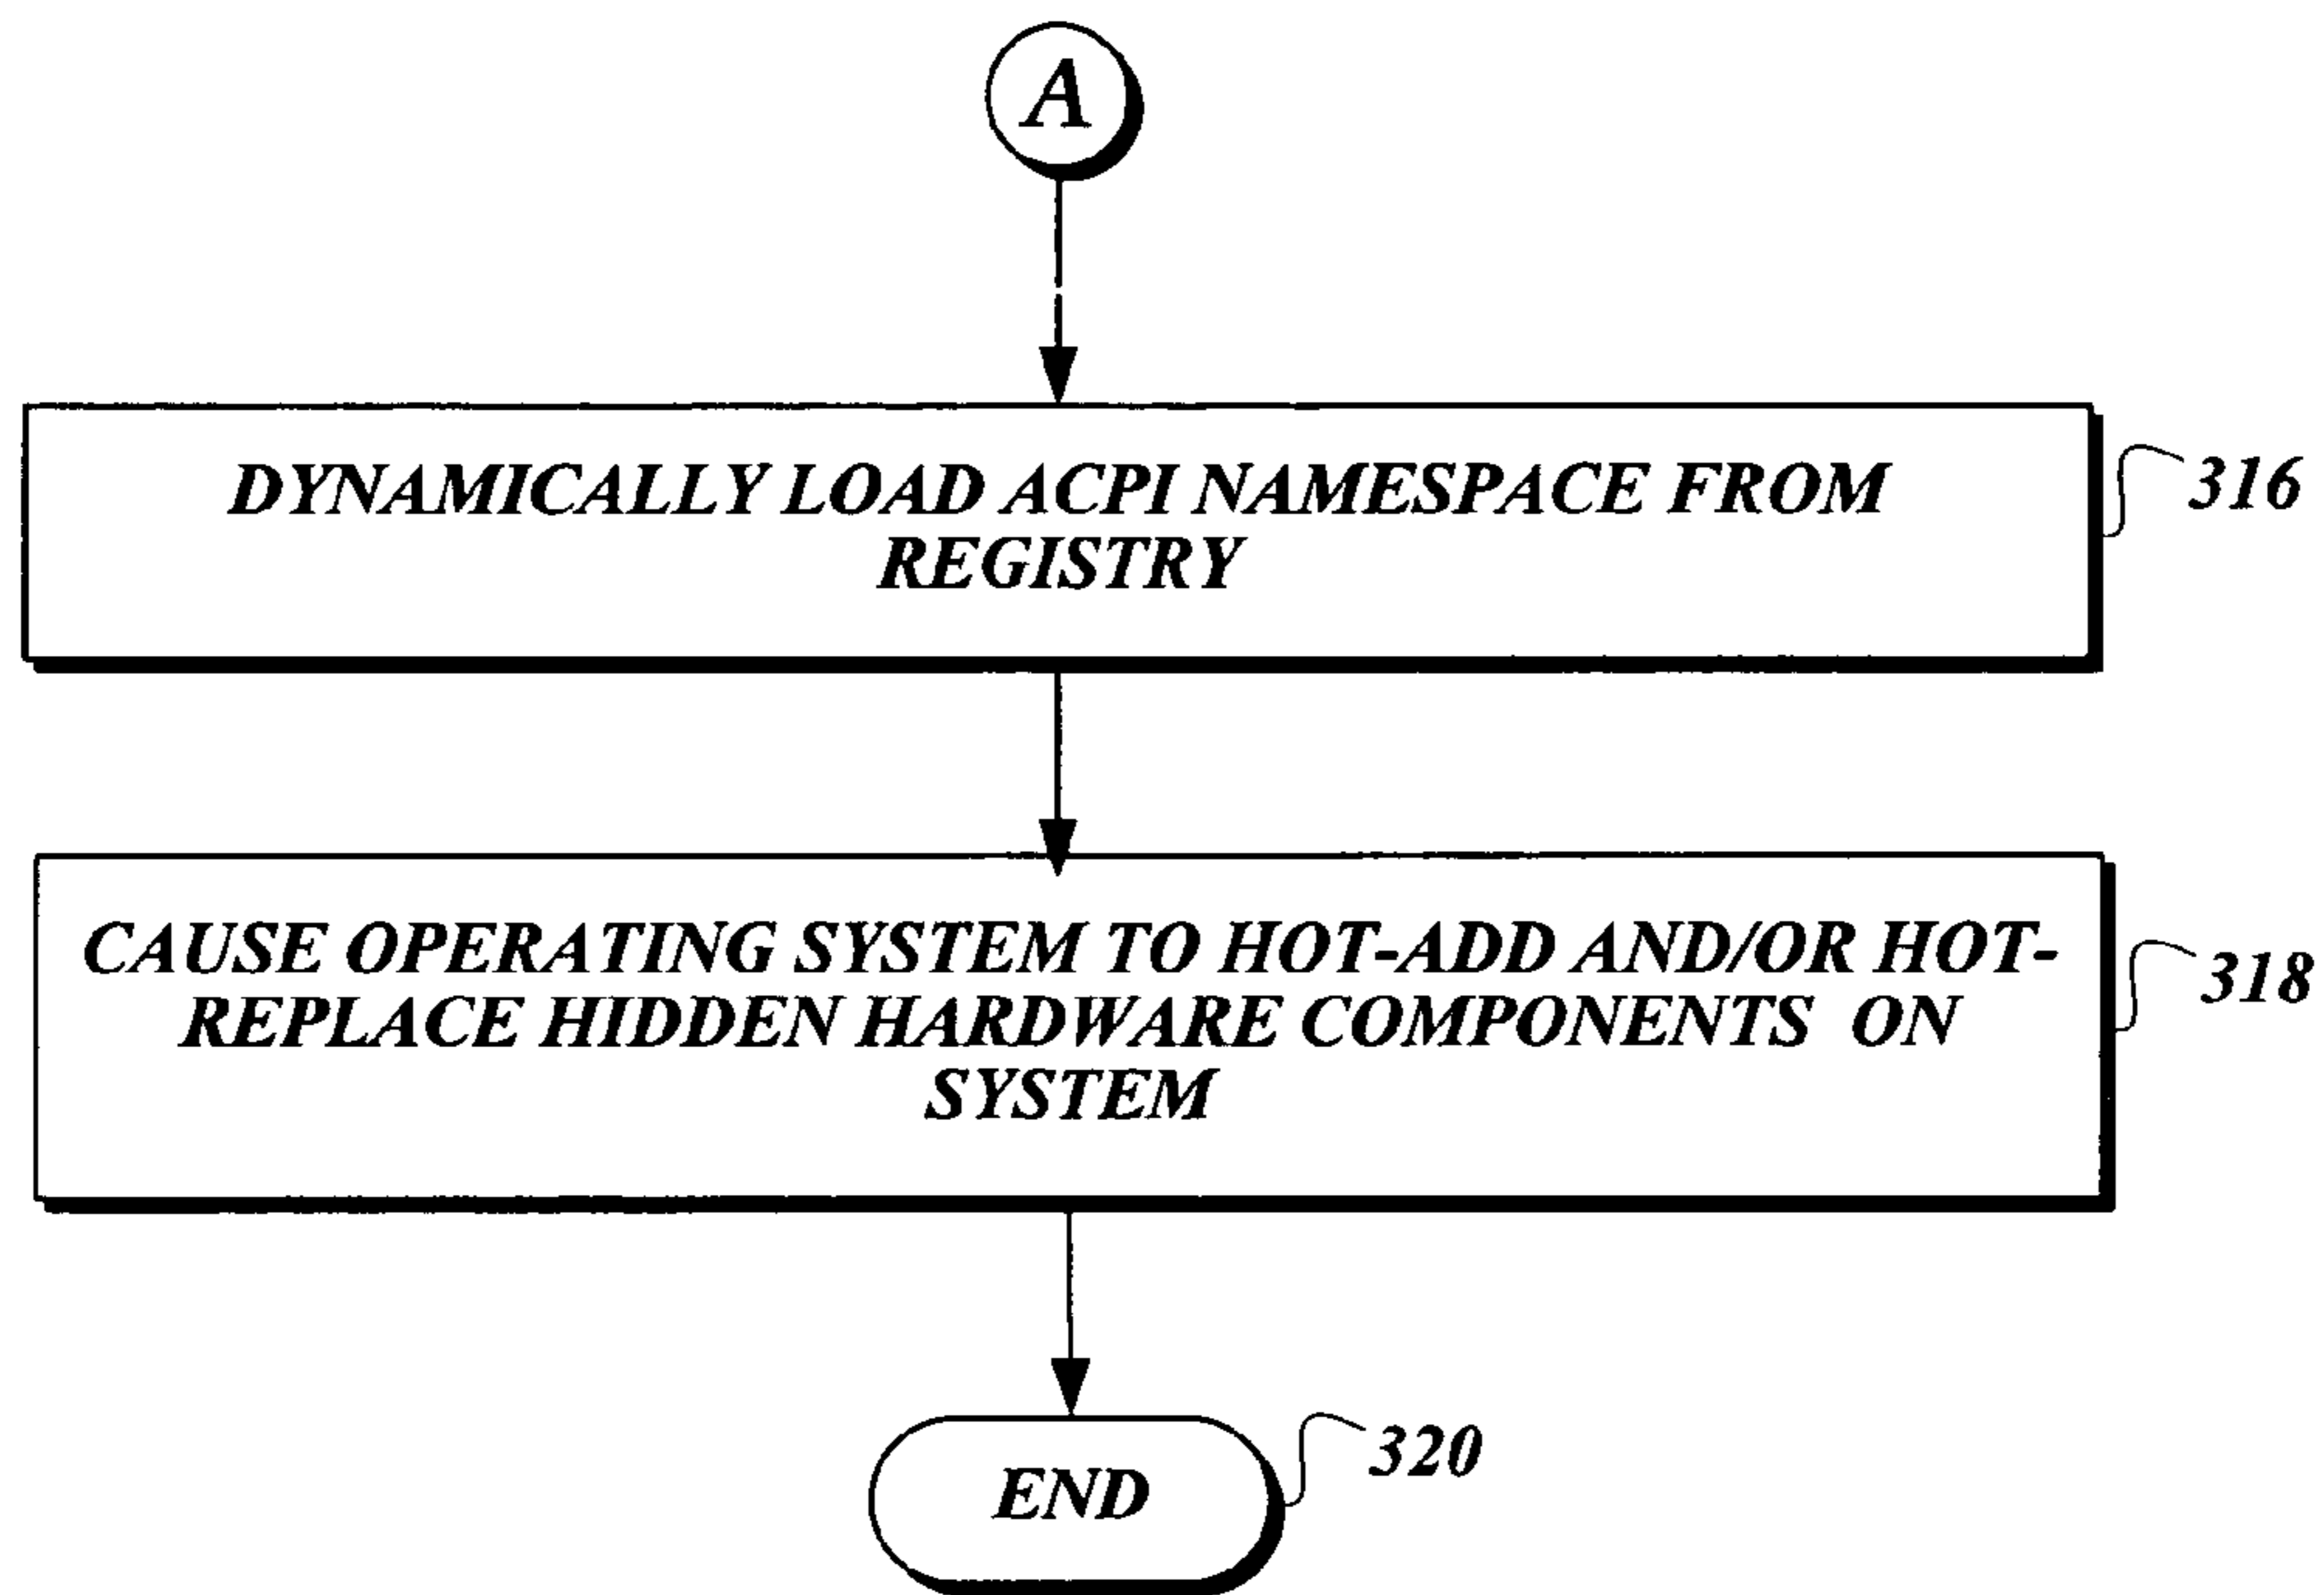 A
DYNAMICALLY LOAD ACPI NAMESPACE FROM
REGISTRY
316
CAUSE OPERATING SYSTEM TO HOT-ADD AND/OR HOT-
REPLACE HIDDEN HARDWARE COMPONENTS ON
SYSTEM
318
END
320